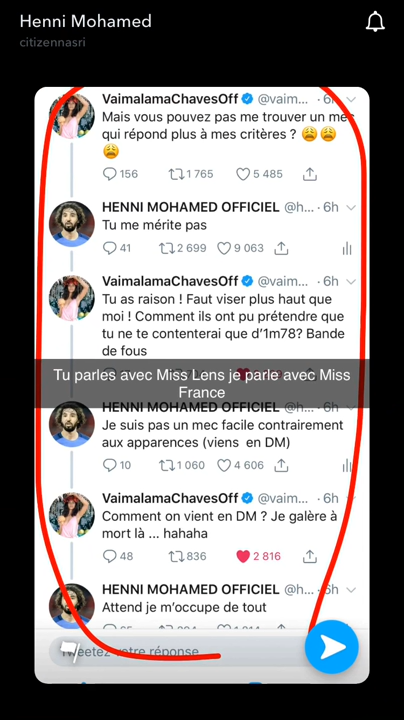 Henni Mohamed
citizennasri
VaimalamaChavesOff @vaim... · 6h
Mais vous pouvez pas me trouver un mec
qui répond plus à mes critères ? 😩😩
😩
156 1 765 5 485
HENNI MOHAMED OFFICIEL @h... · 6h
Tu me mérite pas
41 2 699 9 063
VaimalamaChavesOff @vaim... · 6h
Tu as raison ! Faut viser plus haut que
moi ! Comment ils ont pu prétendre que
tu ne te contenterai que d'1m78? Bande
de fous
Tu parles avec Miss Lens je parle avec Miss
France
HENNI MOHAMED OFFICIEL @h... · 6h
Je suis pas un mec facile contrairement
aux apparences (viens en DM)
10 1 060 4 606
VaimalamaChavesOff @vaim... · 6h
Comment on vient en DM ? Je galère à
mort là ... hahaha
48 836 2 816
HENNI MOHAMED OFFICIEL @h... · 6h
Attend je m'occupe de tout
Tweetez votre réponse